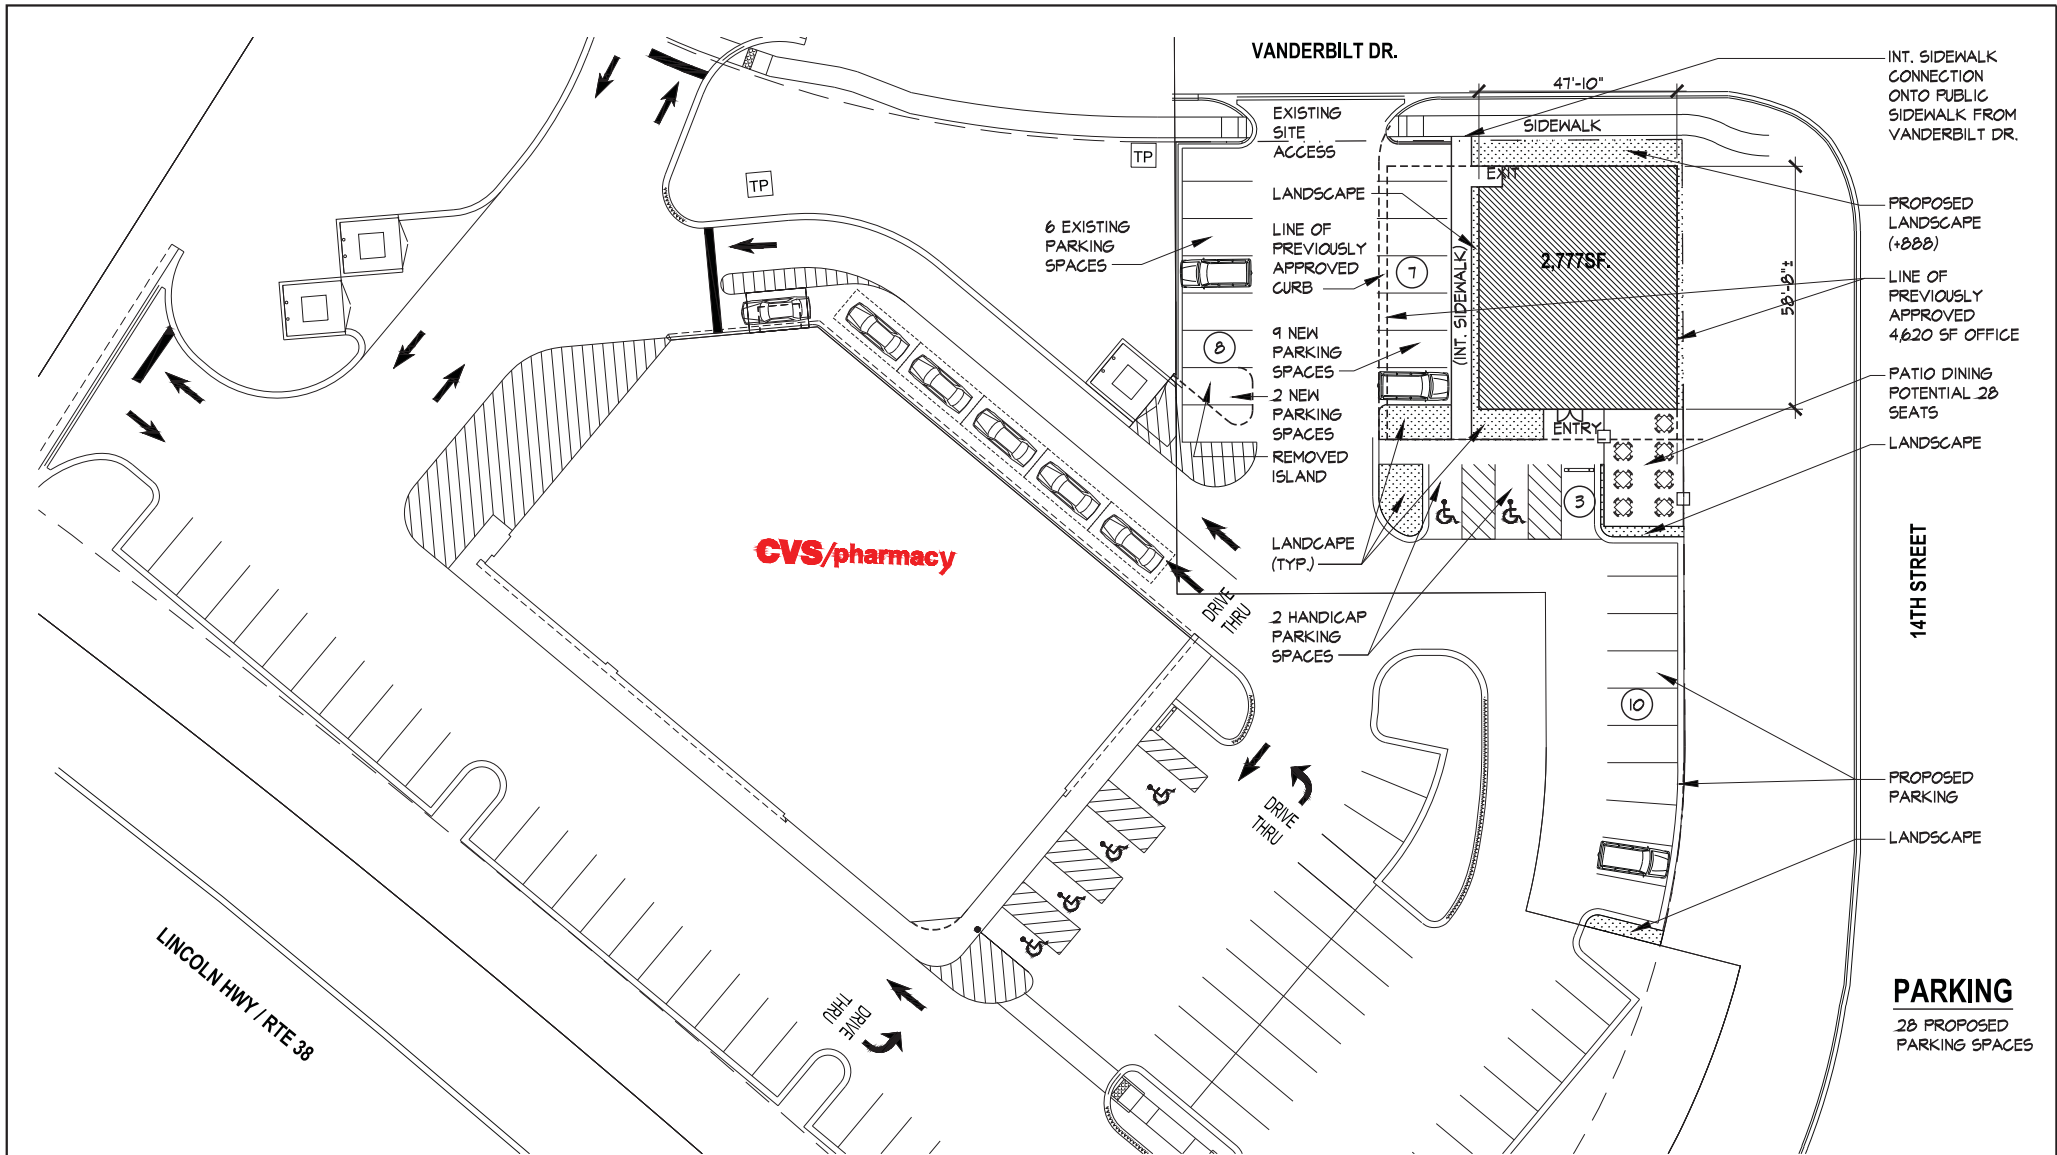 VANDERBILT DR.
47'-10"
INT. SIDEWALK
CONNECTION
ONTO PUBLIC
SIDEWALK FROM
VANDERBILT DR.
EXISTING
SITE
ACCESS
SIDEWALK
TP
TP
EXIT
LANDSCAPE
PROPOSED
LANDSCAPE
(+888)
6 EXISTING
PARKING
SPACES
LINE OF
PREVIOUSLY
APPROVED
CURB
7
(INT. SIDEWALK)
2,777SF.
58'-8"±
LINE OF
PREVIOUSLY
APPROVED
4,620 SF OFFICE
8
9 NEW
PARKING
SPACES
2 NEW
PARKING
SPACES
REMOVED
ISLAND
PATIO DINING
POTENTIAL 28
SEATS
ENTRY
LANDSCAPE
3
LANDCAPE
(TYP.)
CVS/pharmacy
DRIVE
THRU
2 HANDICAP
PARKING
SPACES
14TH STREET
10
PROPOSED
PARKING
LANDSCAPE
DRIVE
THRU
DRIVE
THRU
LINCOLN HWY / RTE 38
PARKING
28 PROPOSED
PARKING SPACES